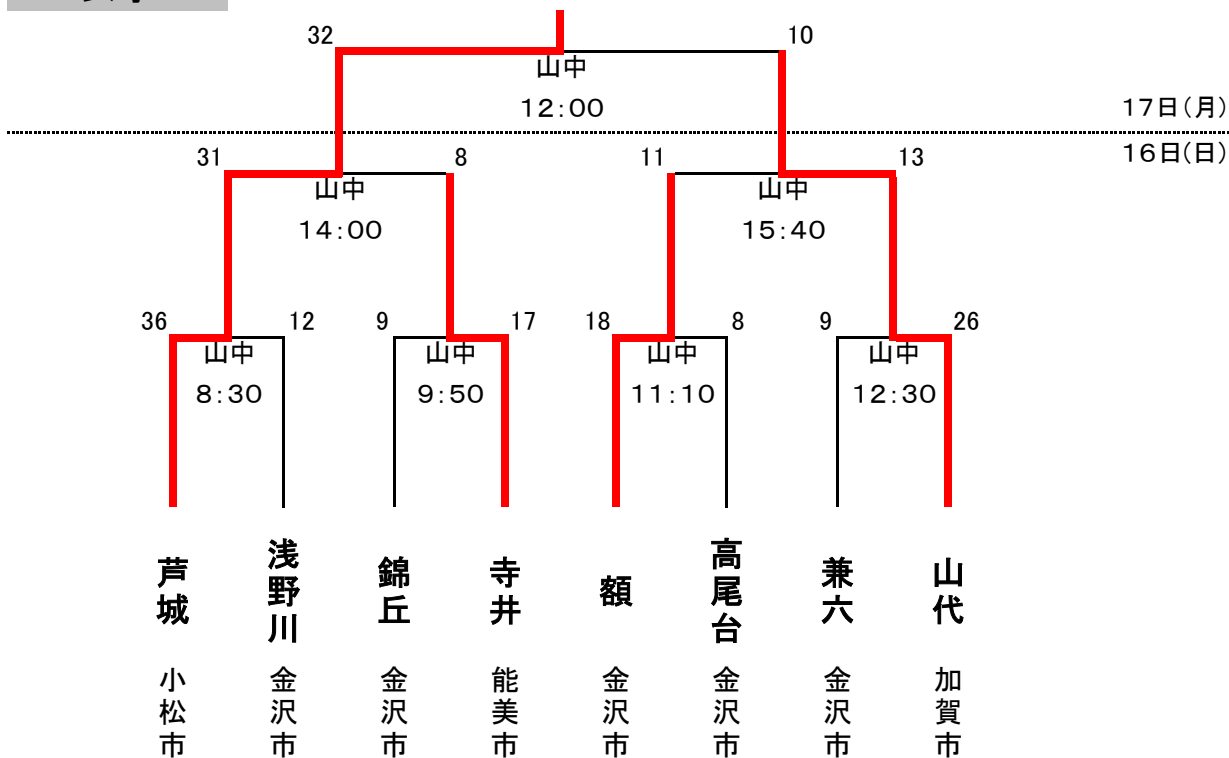 32
10
山中
12:00
17日(月)
16日(日)
31
8
11
13
山中
14:00
山中
15:40
36
12
9
17
18
8
9
26
山中
8:30
山中
9:50
山中
11:10
山中
12:30
芦城
浅野川
錦丘
寺井
額
高尾台
兼六
山代
小松市
金沢市
金沢市
能美市
金沢市
金沢市
金沢市
加賀市